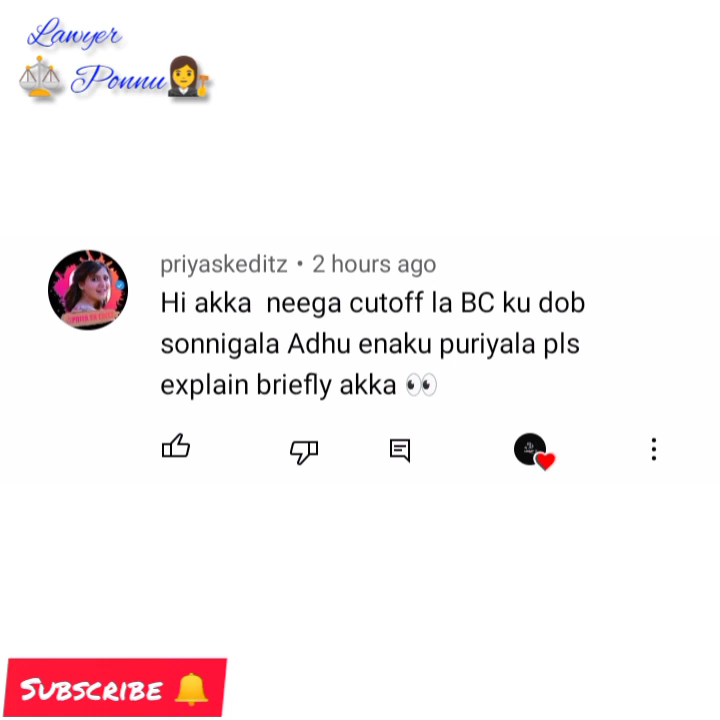 Lawyer
Ponnu
priyaskeditz • 2 hours ago
Hi akka neega cutoff la BC ku dob
sonnigala Adhu enaku puriyala pls
explain briefly akka 👀
SUBSCRIBE